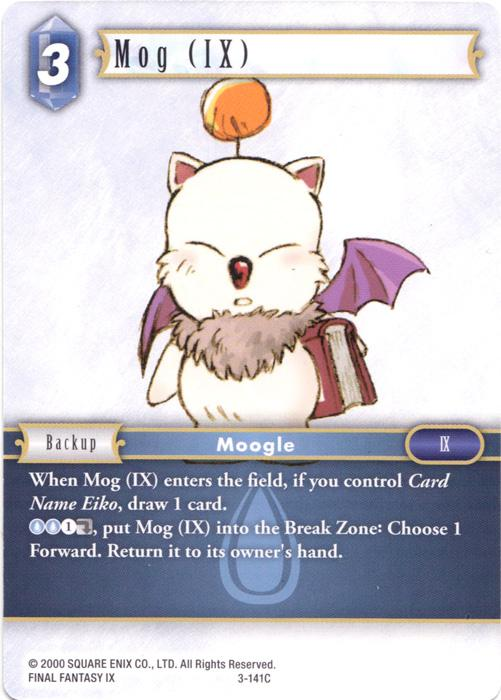 3
Mog (IX)
Backup
Moogle
IX
When Mog (IX) enters the field, if you control Card
Name Eiko, draw 1 card.
1, put Mog (IX) into the Break Zone: Choose 1
Forward. Return it to its owner's hand.
© 2000 SQUARE ENIX CO., LTD. All Rights Reserved.
FINAL FANTASY IX
3-141C